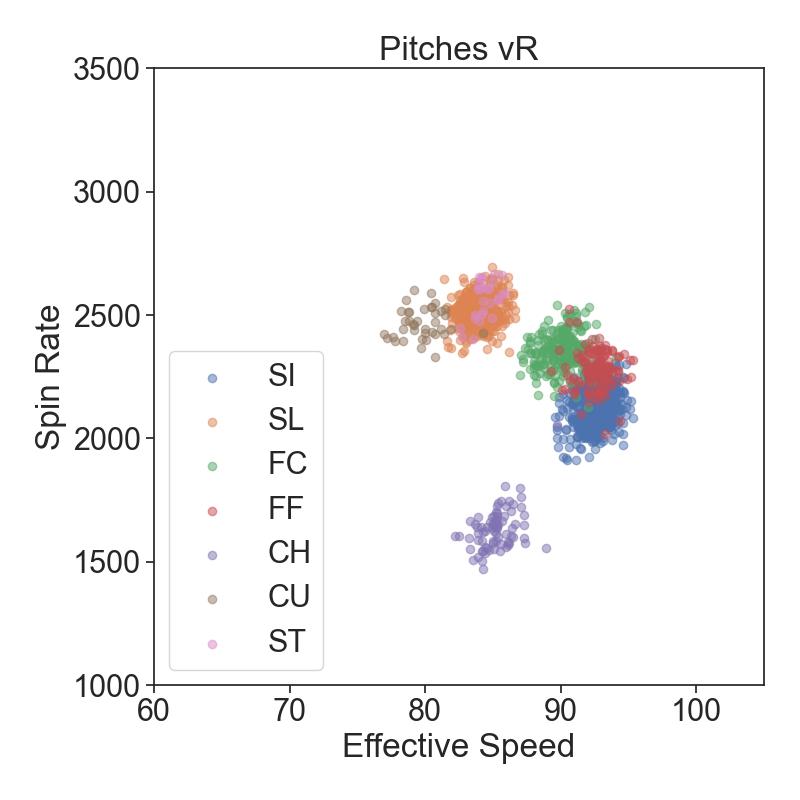 Pitches vR
3500
3000
2500
2000
1500
1000
Spin Rate
SI
SL
FC
FF
CH
CU
ST
60 70 80 90 100
Effective Speed